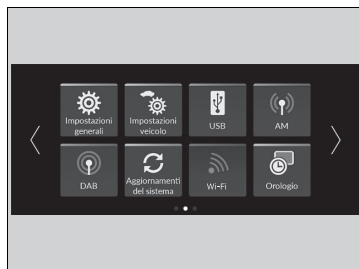 Impostazioni
generali
Impostazioni
veicolo
USB
AM
DAB
Aggiornamenti
del sistema
Wi-Fi
Orologio